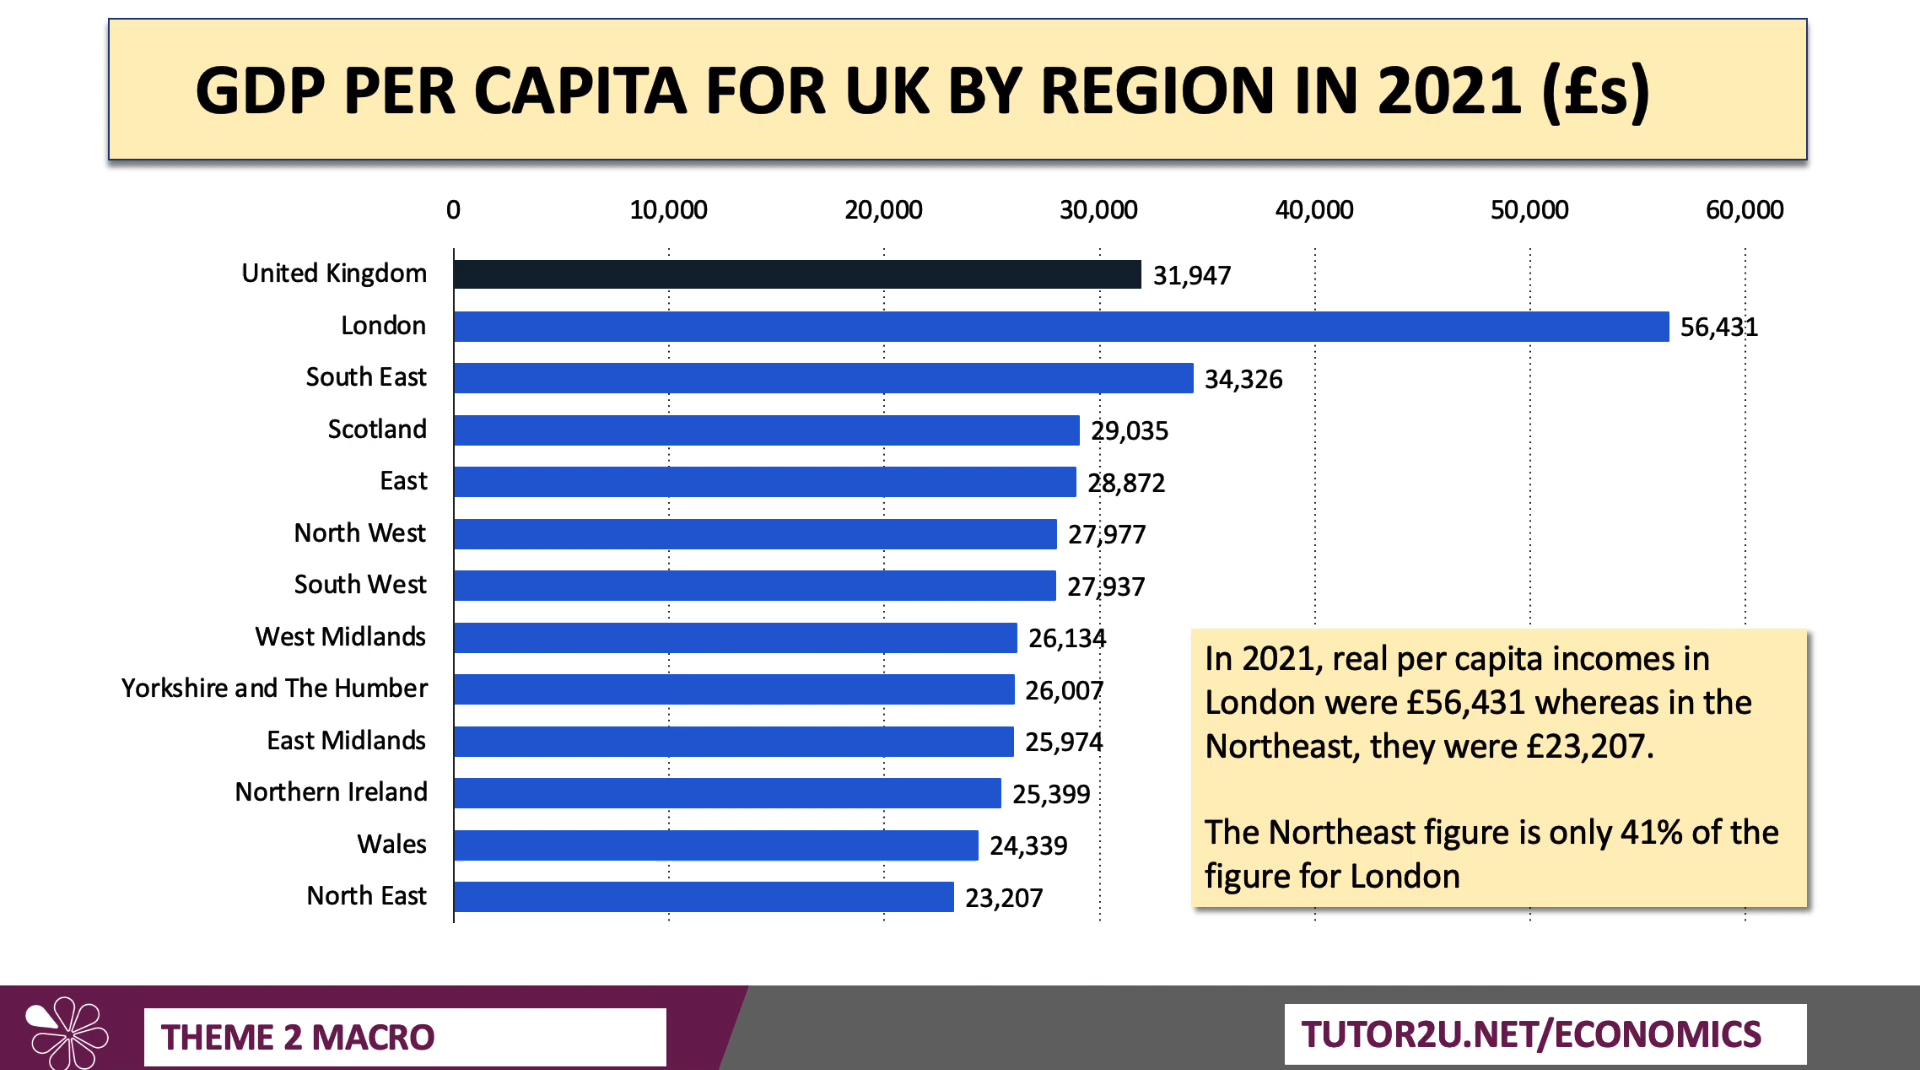 GDP PER CAPITA FOR UK BY REGION IN 2021 (£s)
0 10,000 20,000 30,000 40,000 50,000 60,000
United Kingdom 31,947
London 56,431
South East 34,326
Scotland 29,035
East 28,872
North West 27,977
South West 27,937
West Midlands 26,134
Yorkshire and The Humber 26,007
East Midlands 25,974
Northern Ireland 25,399
Wales 24,339
North East 23,207
In 2021, real per capita incomes in
London were £56,431 whereas in the
Northeast, they were £23,207.
The Northeast figure is only 41% of the
figure for London
THEME 2 MACRO
TUTOR2U.NET/ECONOMICS